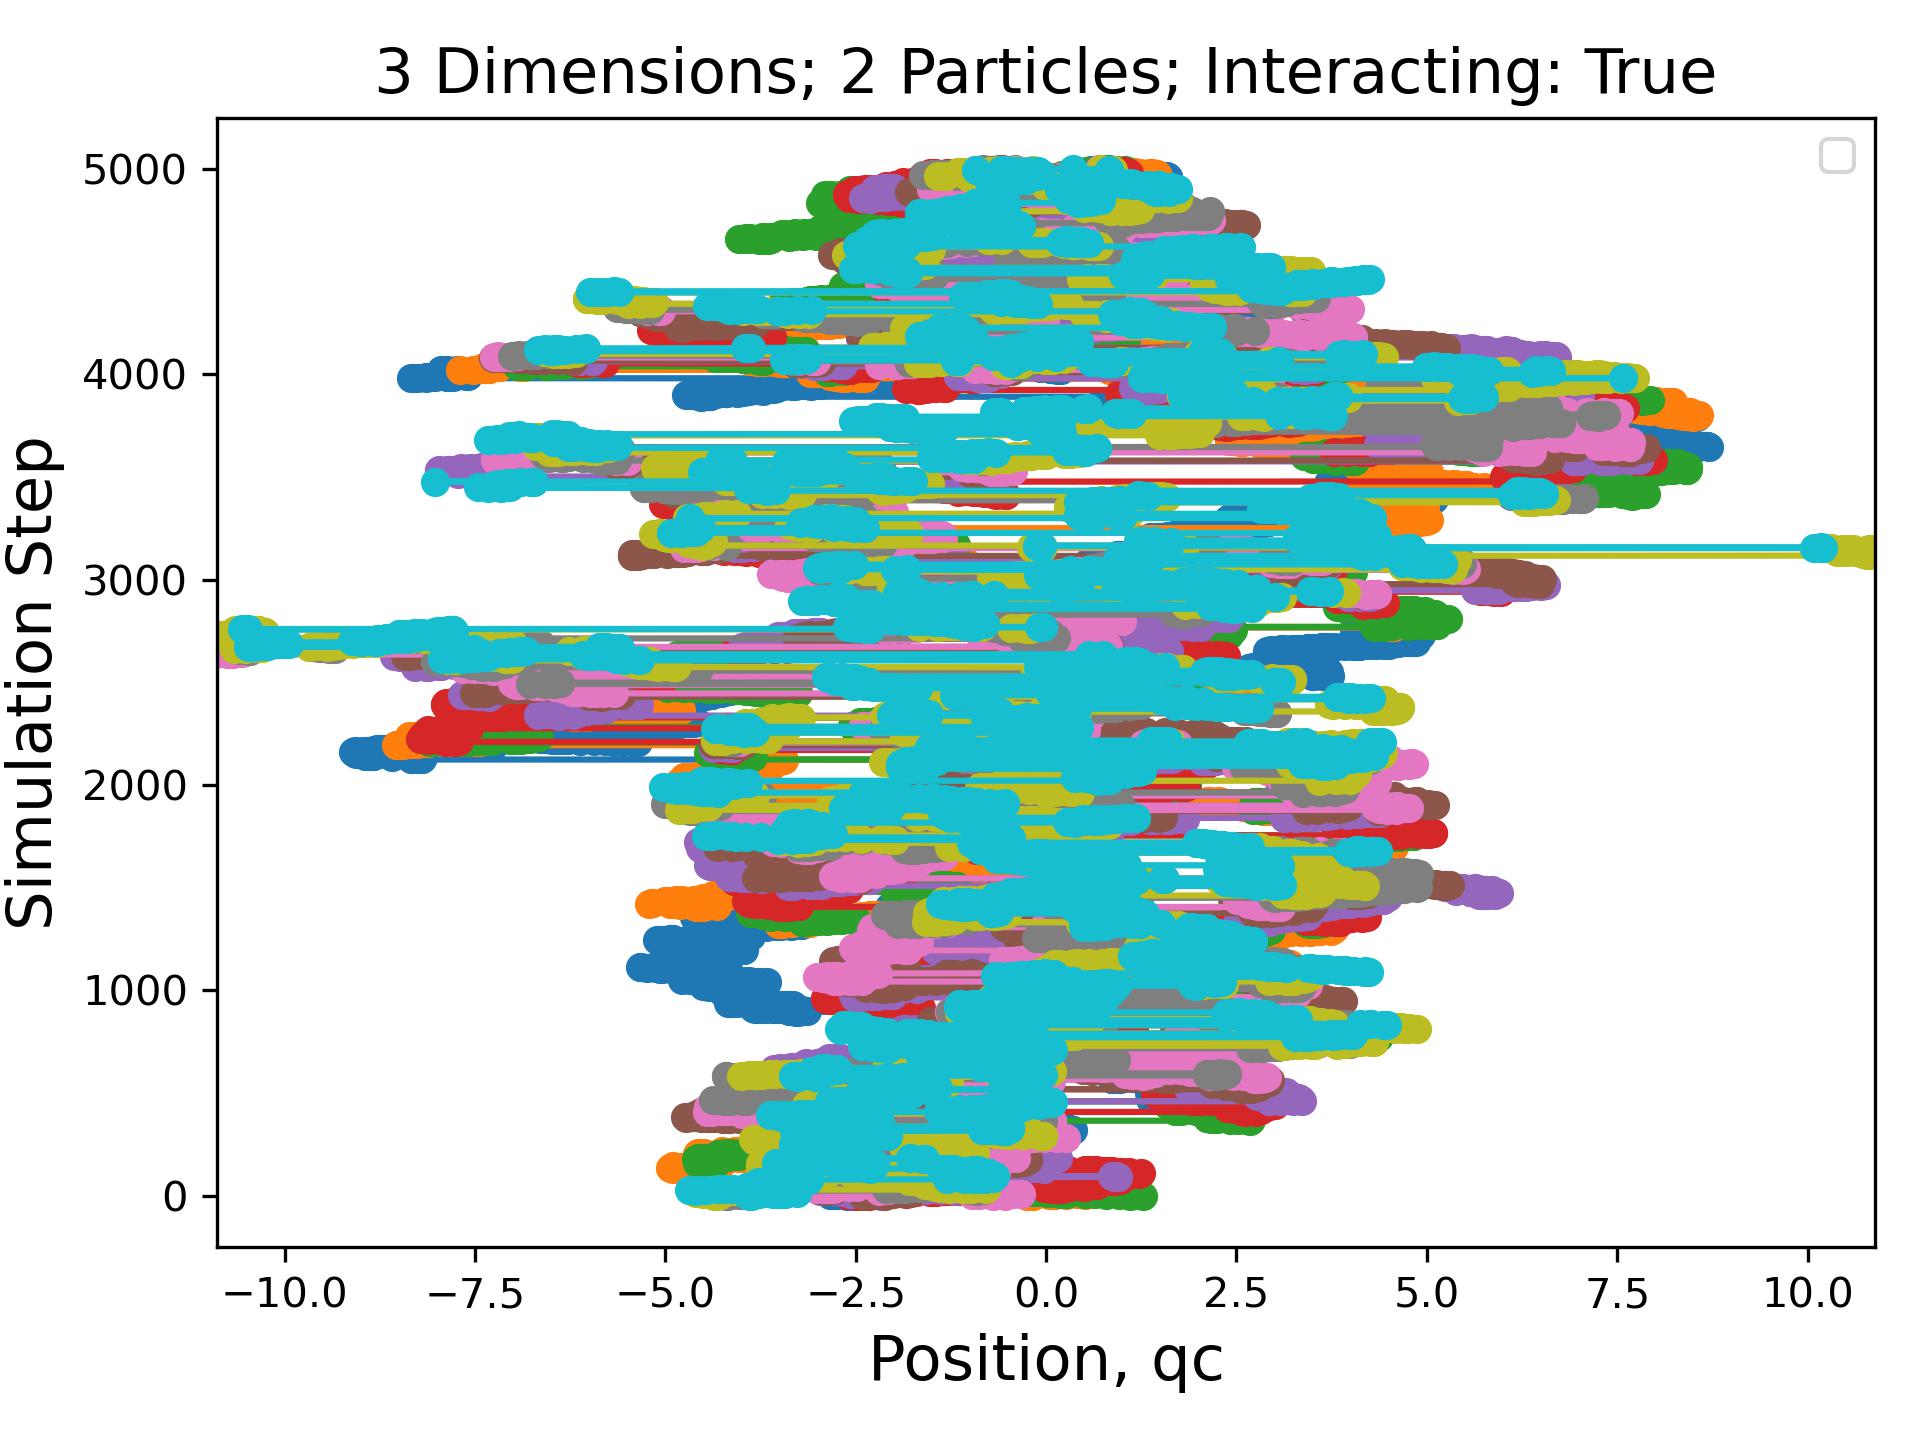 3 Dimensions; 2 Particles; Interacting: True
5000
4000
3000
2000
1000
0
Simulation Step
−10.0 −7.5 −5.0 −2.5 0.0 2.5 5.0 7.5 10.0
Position, qc